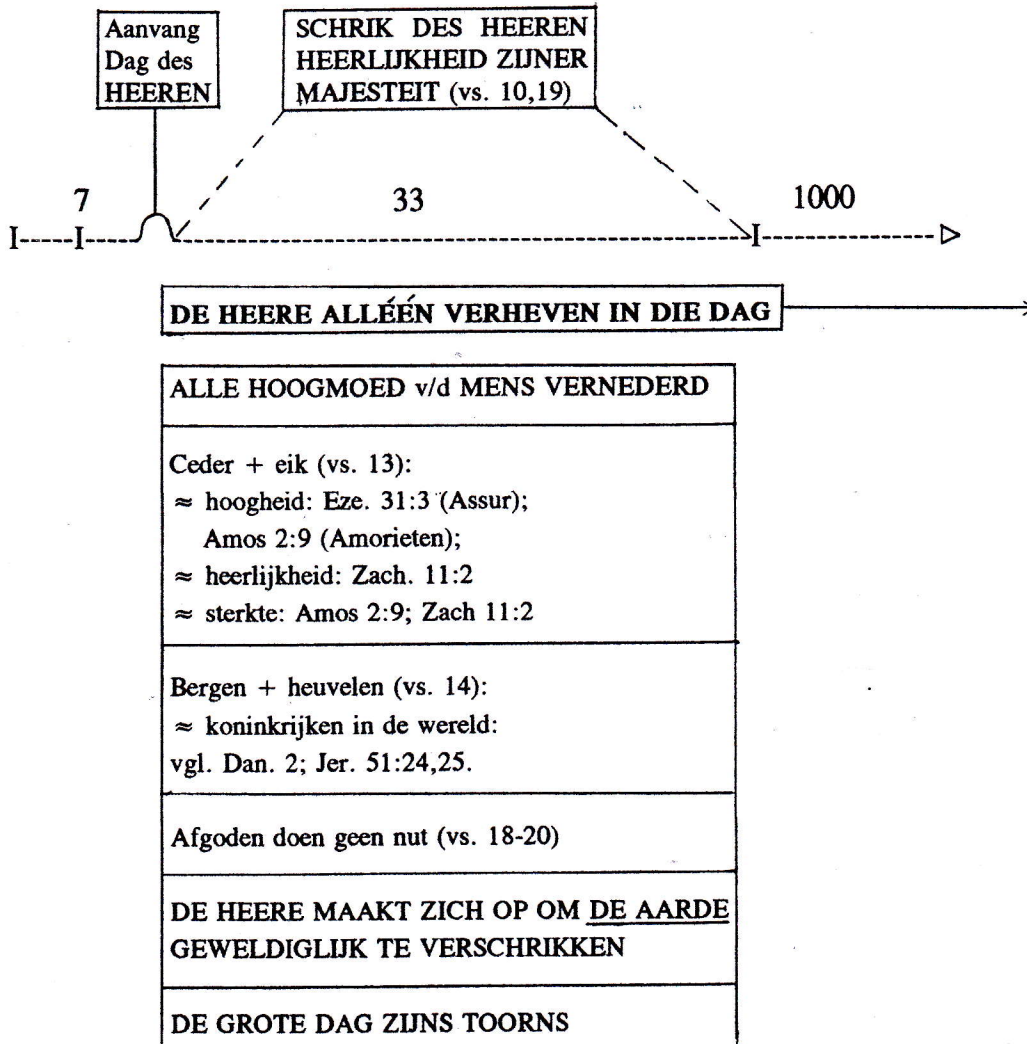 Aanvang
Dag des
HEEREN
SCHRIK DES HEEREN
HEERLIJKHEID ZIJNER
MAJESTEIT (vs. 10,19)
7
33
1000
DE HEERE ALLÉÉN VERHEVEN IN DIE DAG
ALLE HOOGMOED v/d MENS VERNEDERD
Ceder + eik (vs. 13):
≈ hoogheid: Eze. 31:3 (Assur);
Amos 2:9 (Amorieten);
≈ heerlijkheid: Zach. 11:2
≈ sterkte: Amos 2:9; Zach 11:2
Bergen + heuvelen (vs. 14):
≈ koninkrijken in de wereld:
vgl. Dan. 2; Jer. 51:24,25.
Afgoden doen geen nut (vs. 18-20)
DE HEERE MAAKT ZICH OP OM DE AARDE
GEWELDIGLIJK TE VERSCHRIKKEN
DE GROTE DAG ZIJNS TOORNS